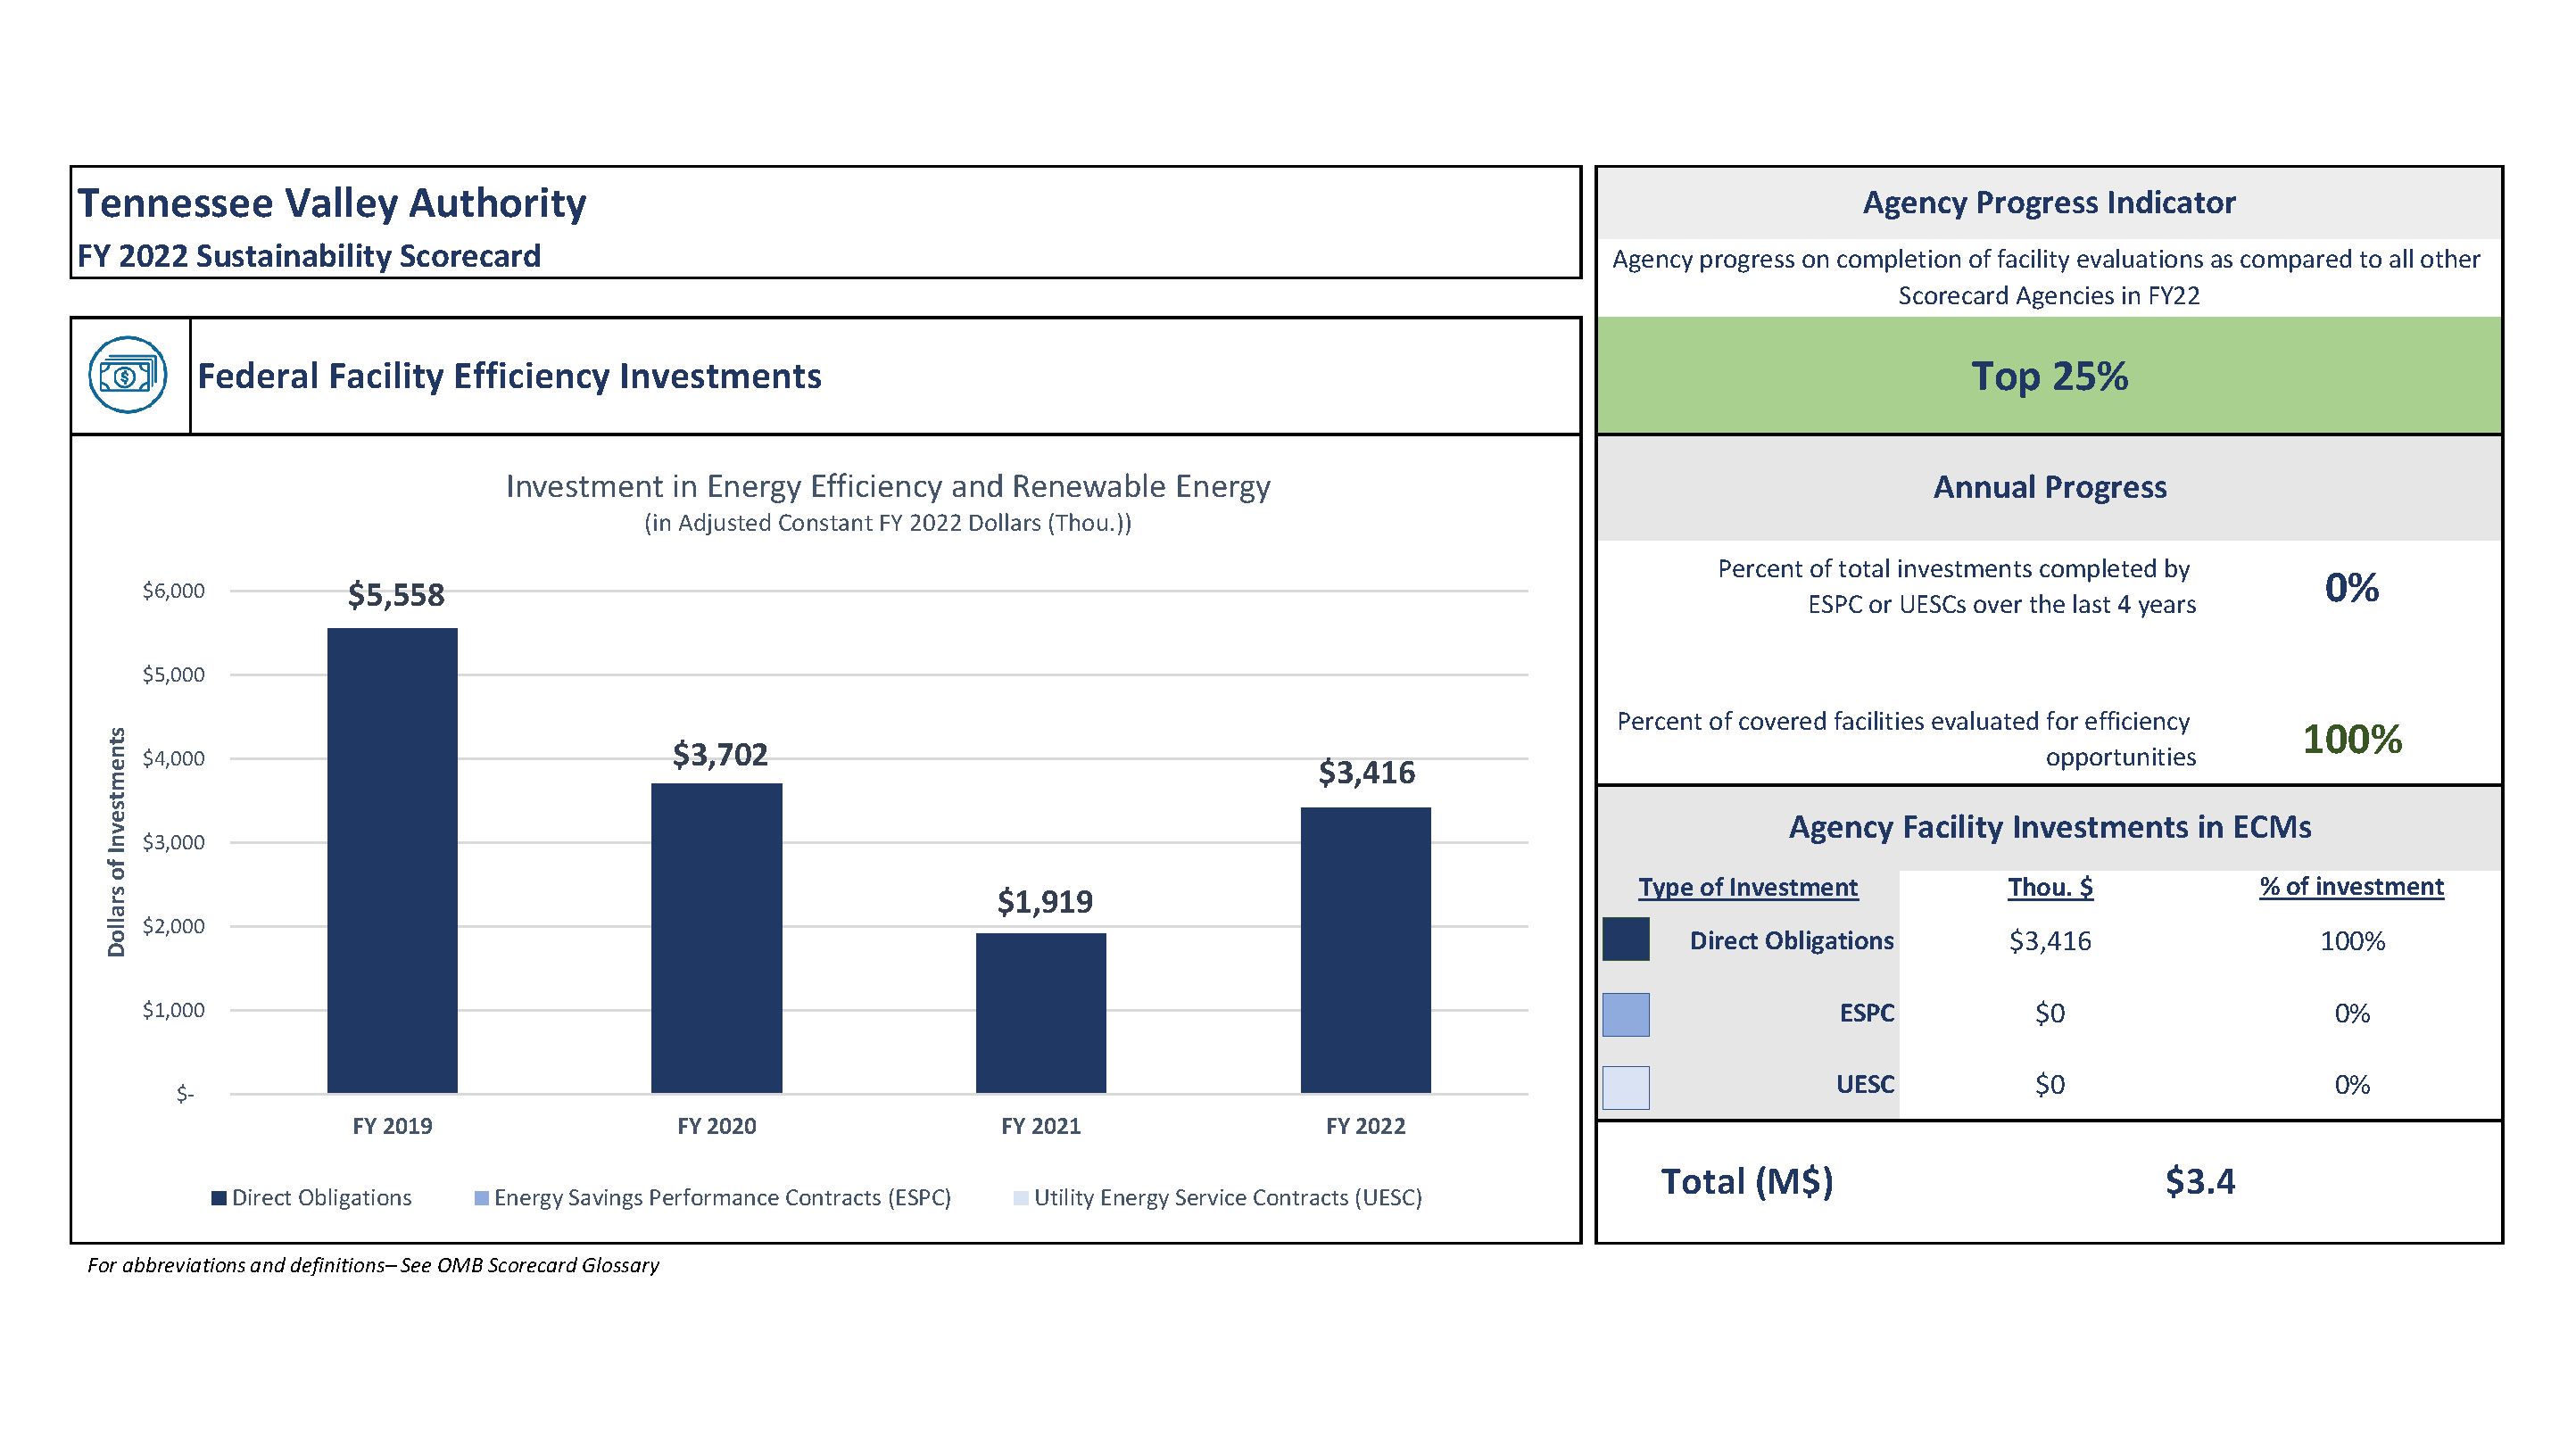 Tennessee Valley Authority
FY 2022 Sustainability Scorecard
Federal Facility Efficiency Investments
Investment in Energy Efficiency and Renewable Energy
(in Adjusted Constant FY 2022 Dollars (Thou.))
Dollars of Investments
$6,000
$5,000
$4,000
$3,000
$2,000
$1,000
$-
$5,558
$3,702
$1,919
$3,416
FY 2019
FY 2020
FY 2021
FY 2022
Direct Obligations
Energy Savings Performance Contracts (ESPC)
Utility Energy Service Contracts (UESC)
For abbreviations and definitions– See OMB Scorecard Glossary
Agency Progress Indicator
Agency progress on completion of facility evaluations as compared to all other
Scorecard Agencies in FY22
Top 25%
Annual Progress
Percent of total investments completed by
ESPC or UESCs over the last 4 years
0%
Percent of covered facilities evaluated for efficiency
opportunities
100%
Agency Facility Investments in ECMs
Type of Investment Thou. $ % of investment
Direct Obligations $3,416 100%
ESPC $0 0%
UESC $0 0%
Total (M$) $3.4
$